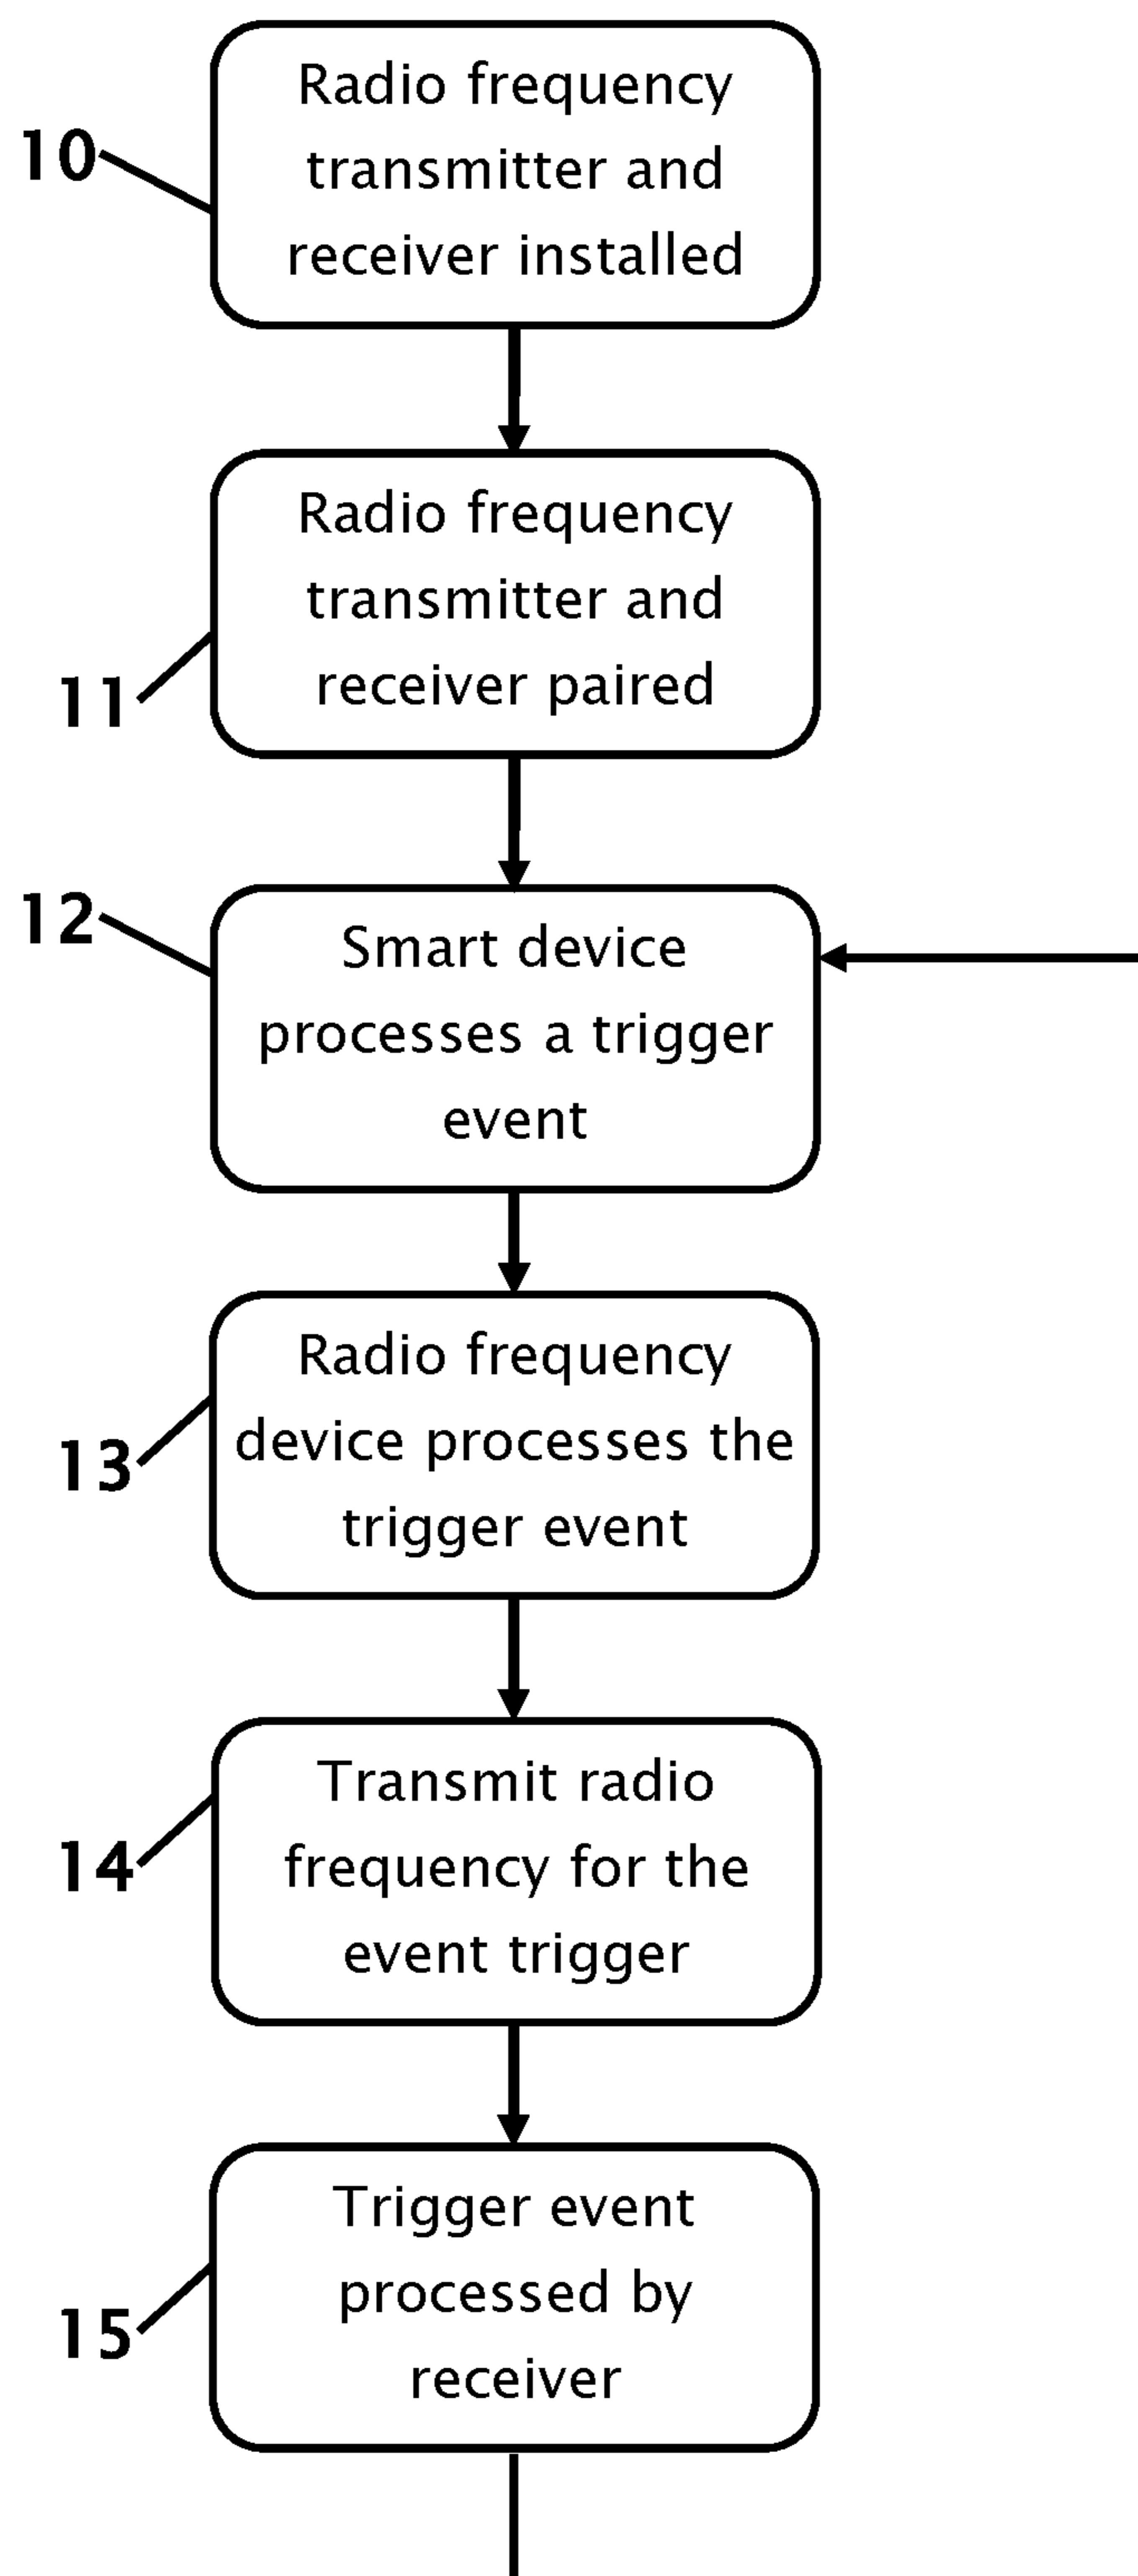 10
Radio frequency
transmitter and
receiver installed
Radio frequency
transmitter and
receiver paired
11
12
Smart device
processes a trigger
event
Radio frequency
device processes the
trigger event
13
Transmit radio
frequency for the
event trigger
14
Trigger event
processed by
receiver
15